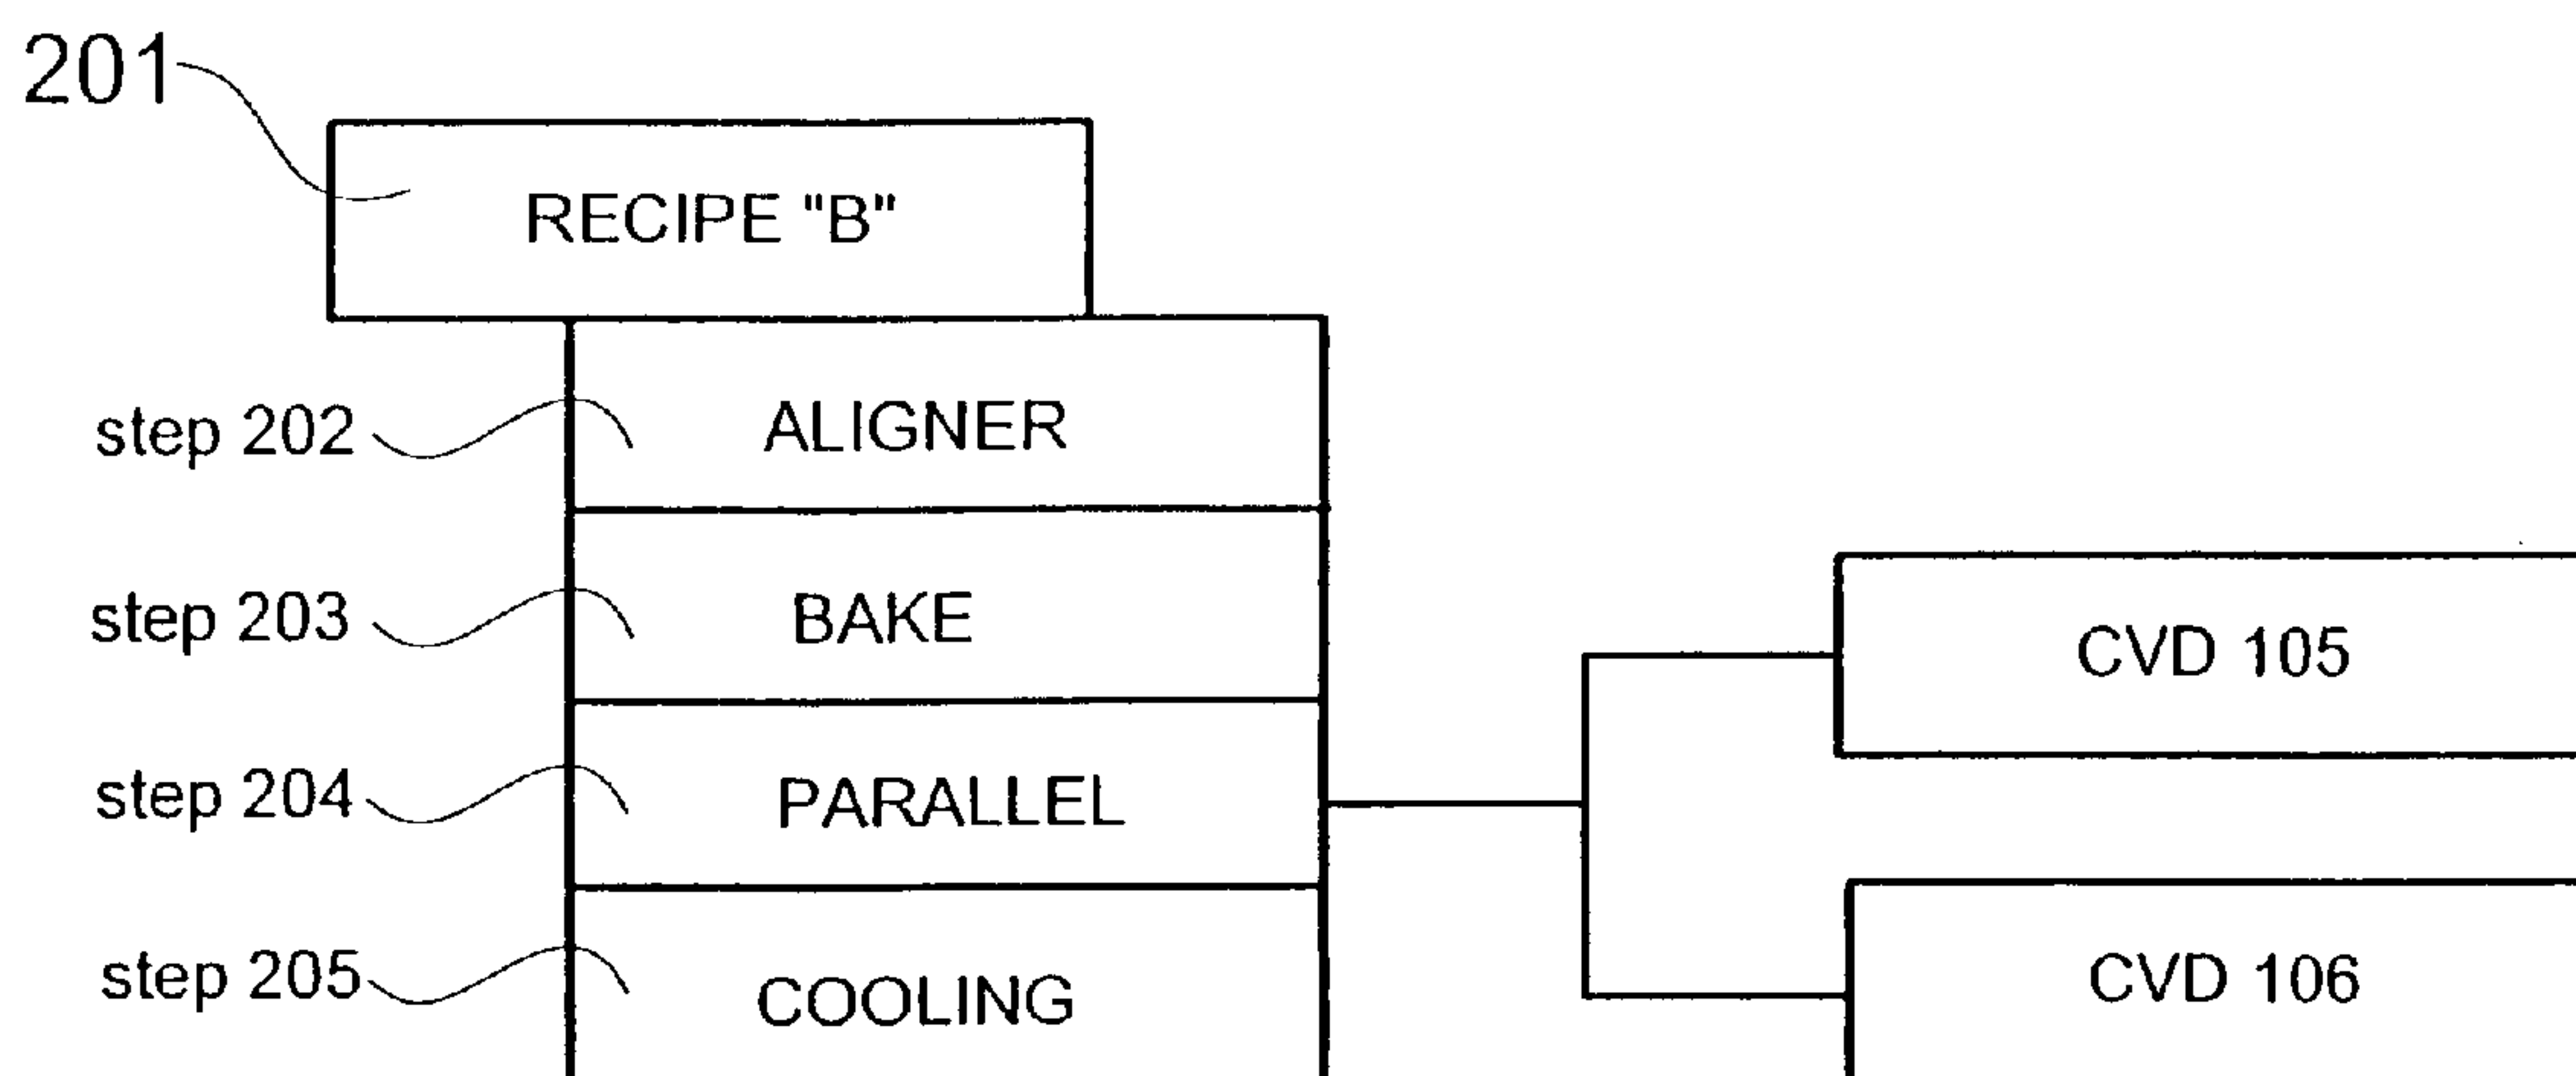 201
RECIPE "B"
step 202
ALIGNER
step 203
BAKE
CVD 105
step 204
PARALLEL
step 205
COOLING
CVD 106